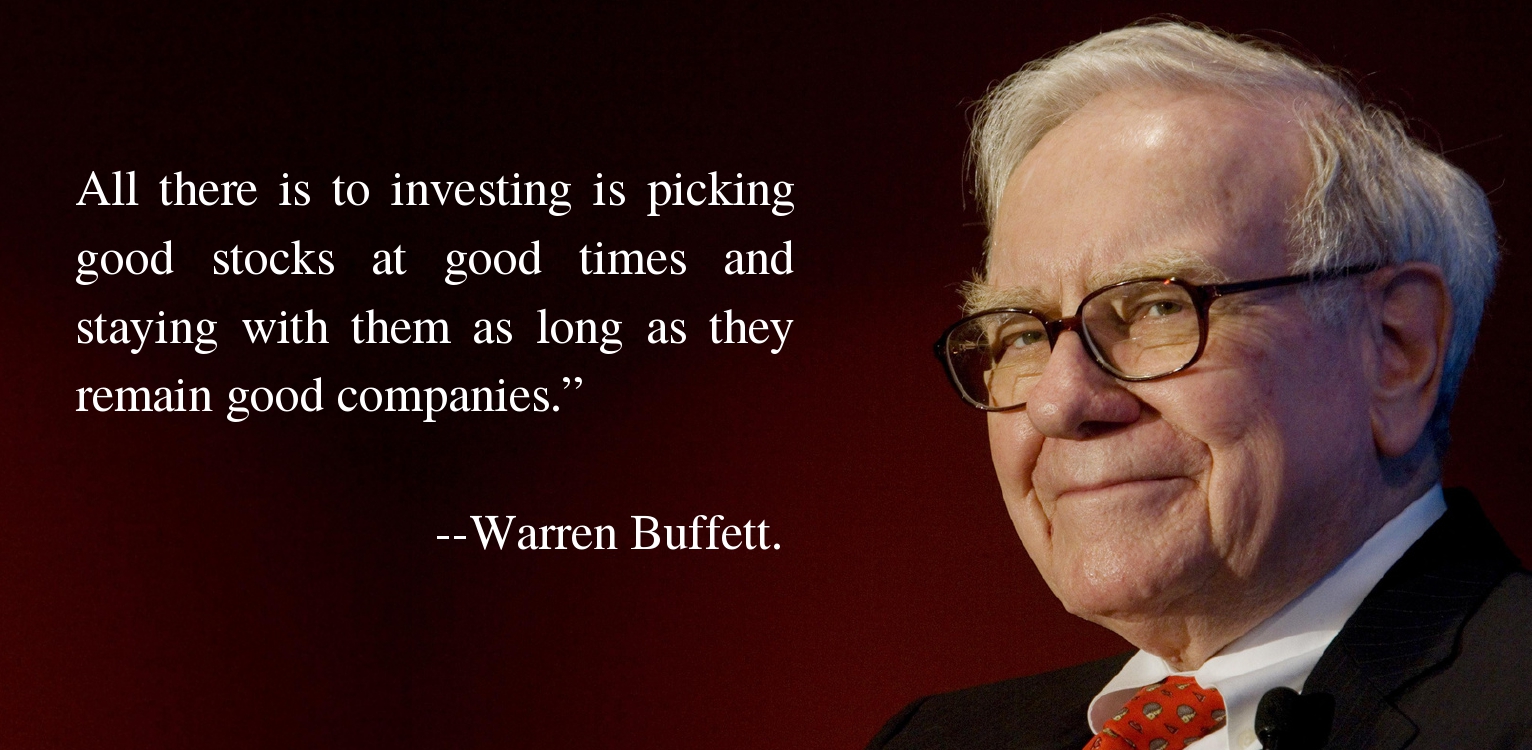 All there is to investing is picking
good stocks at good times and
staying with them as long as they
remain good companies.”
--Warren Buffett.